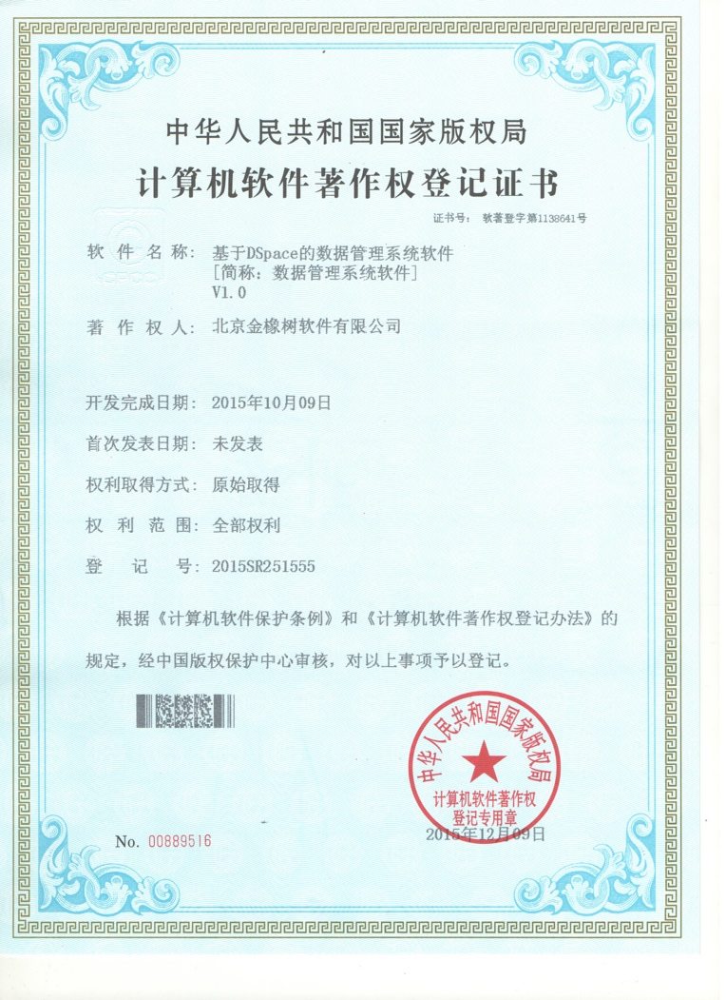 中华人民共和国国家版权局
计算机软件著作权登记证书
证书号： 软著登字第1138641号
软件名称： 基于DSpace的数据管理系统软件
[简称：数据管理系统软件]
V1.0
著作权人： 北京金橡树软件有限公司
开发完成日期： 2015年10月09日
首次发表日期： 未发表
权利取得方式： 原始取得
权利范围： 全部权利
登记号： 2015SR251555
根据《计算机软件保护条例》和《计算机软件著作权登记办法》的
规定，经中国版权保护中心审核，对以上事项予以登记。
中华人民共和国国家版权局
计算机软件著作权
登记专用章
2015年12月09日
No. 00889516